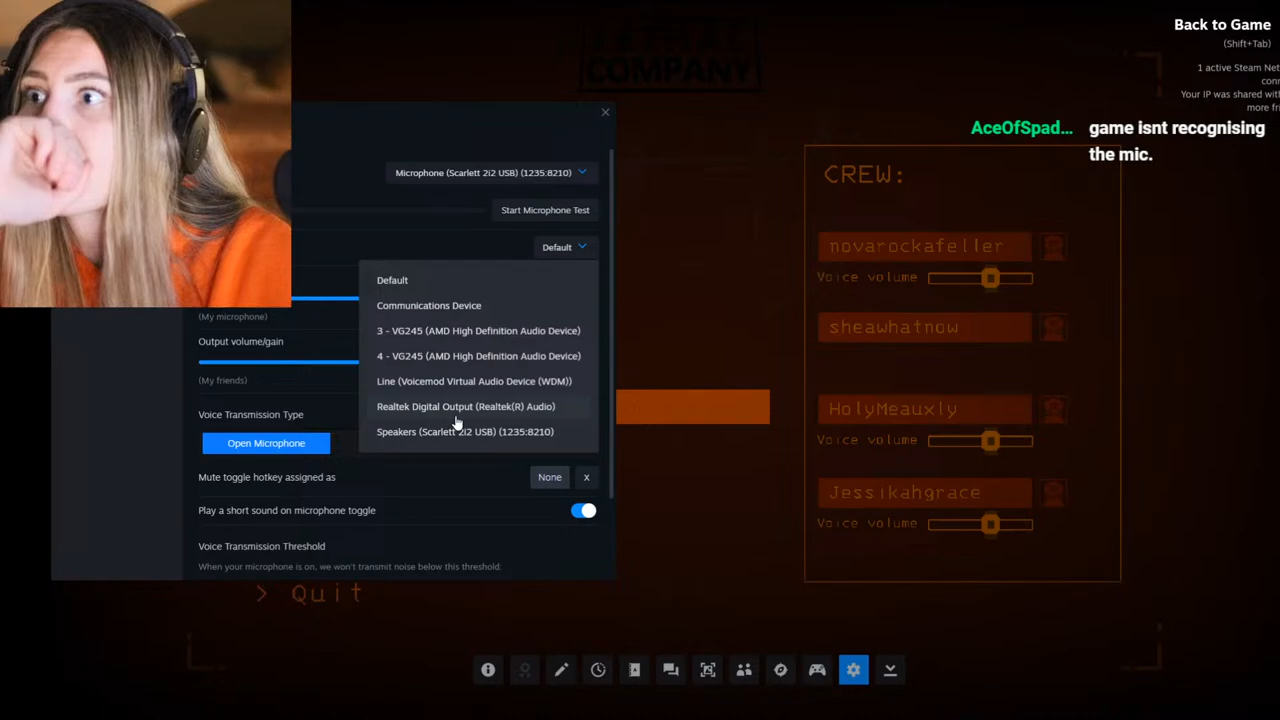 LETHAL
COMPANY
Back to Game
(Shift+Tab)
1 active Steam Net
con
Your IP was shared with
more fri
AceOfSpad... game isnt recognising
the mic.
Microphone (Scarlett 2i2 USB) (1235:8210)
Start Microphone Test
Default
Default
Communications Device
3 - VG245 (AMD High Definition Audio Device)
4 - VG245 (AMD High Definition Audio Device)
Line (Voicemod Virtual Audio Device (WDM))
Realtek Digital Output (Realtek(R) Audio)
Speakers (Scarlett 2i2 USB) (1235:8210)
(My microphone)
Output volume/gain
(My friends)
Voice Transmission Type
Open Microphone
Mute toggle hotkey assigned as
None
X
Play a short sound on microphone toggle
Voice Transmission Threshold
When your microphone is on, we won't transmit noise below this threshold.
> Quit
CREW:
novarockafeller
Voice volume
sheawhatnow
HolyMeauxly
Voice volume
Jessikahgrace
Voice volume